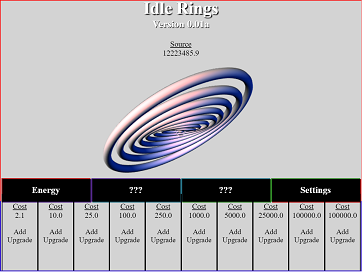 Idle Rings
Version 0.01a
Source
12223485.9
Energy ??? ??? Settings
Cost Cost Cost Cost Cost Cost Cost Cost Cost Cost
2.1 10.0 25.0 100.0 250.0 1000.0 5000.0 25000.0 100000.0 100000.0
Add Add Add Add Add Add Add Add Add Add
Upgrade Upgrade Upgrade Upgrade Upgrade Upgrade Upgrade Upgrade Upgrade Upgrade